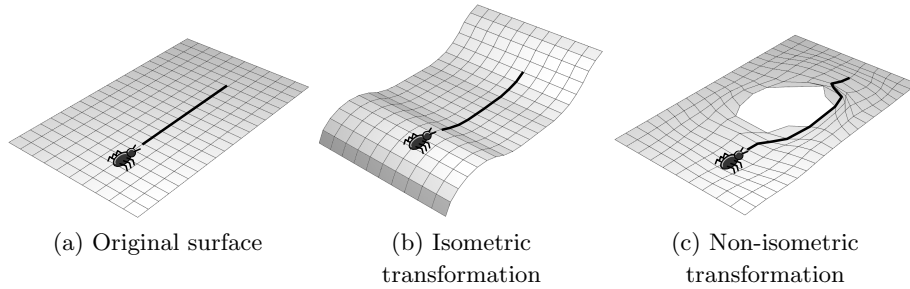 (a) Original surface
(b) Isometric
transformation
(c) Non-isometric
transformation